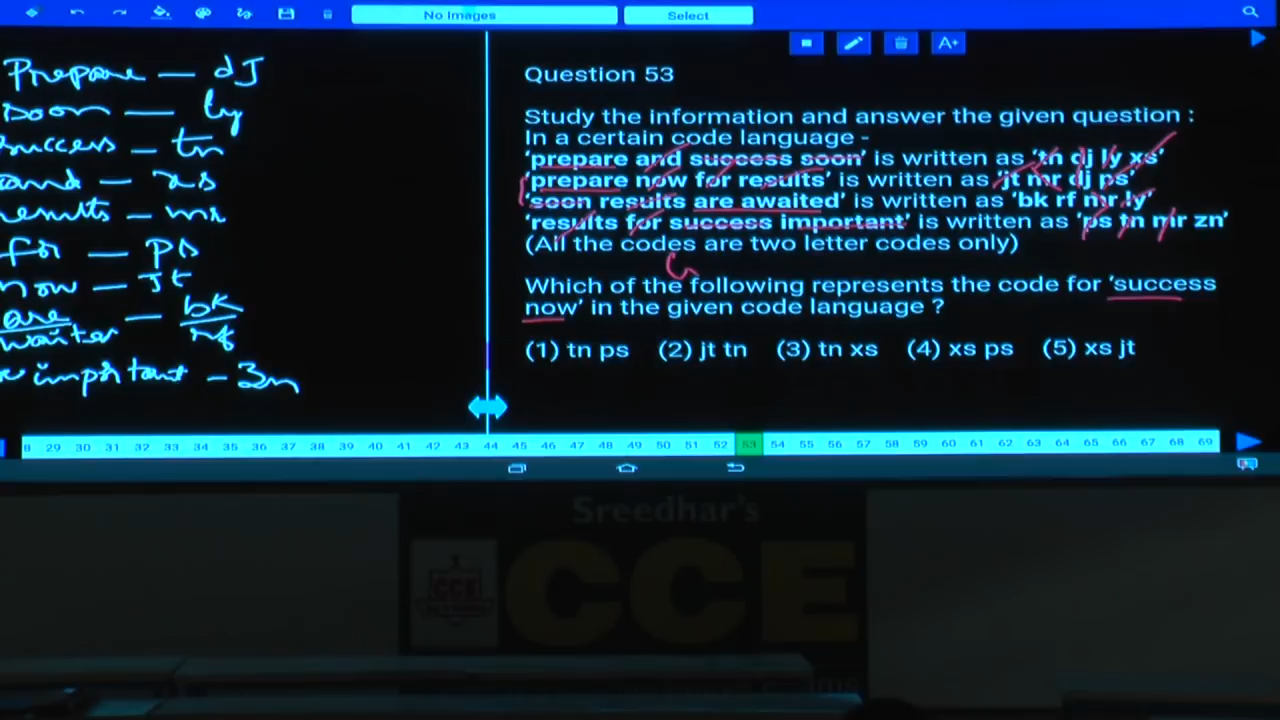 No Images
Select
A+
Prepare — dJ
soon — ly
success — tn
and — xs
results — mr
for — ps
now — Jt
are — bk
waiter rf
important - 3n
Question 53
Study the information and answer the given question :
In a certain code language -
'prepare and success soon' is written as 'tn dj ly xs'
'prepare now for results' is written as 'jt mr dj ps'
'soon results are awaited' is written as 'bk rf mr ly'
'results for success important' is written as 'ps tn mr zn'
(All the codes are two letter codes only)
Which of the following represents the code for 'success
now' in the given code language ?
(1) tn ps (2) jt tn (3) tn xs (4) xs ps (5) xs jt
8 29 30 31 32 33 34 35 36 37 38 39 40 41 42 43 44 45 46 47 48 49 50 51 52 53 54 55 56 57 58 59 60 61 62 63 64 65 66 67 68 69
Sreedhar's
CCE
CCE